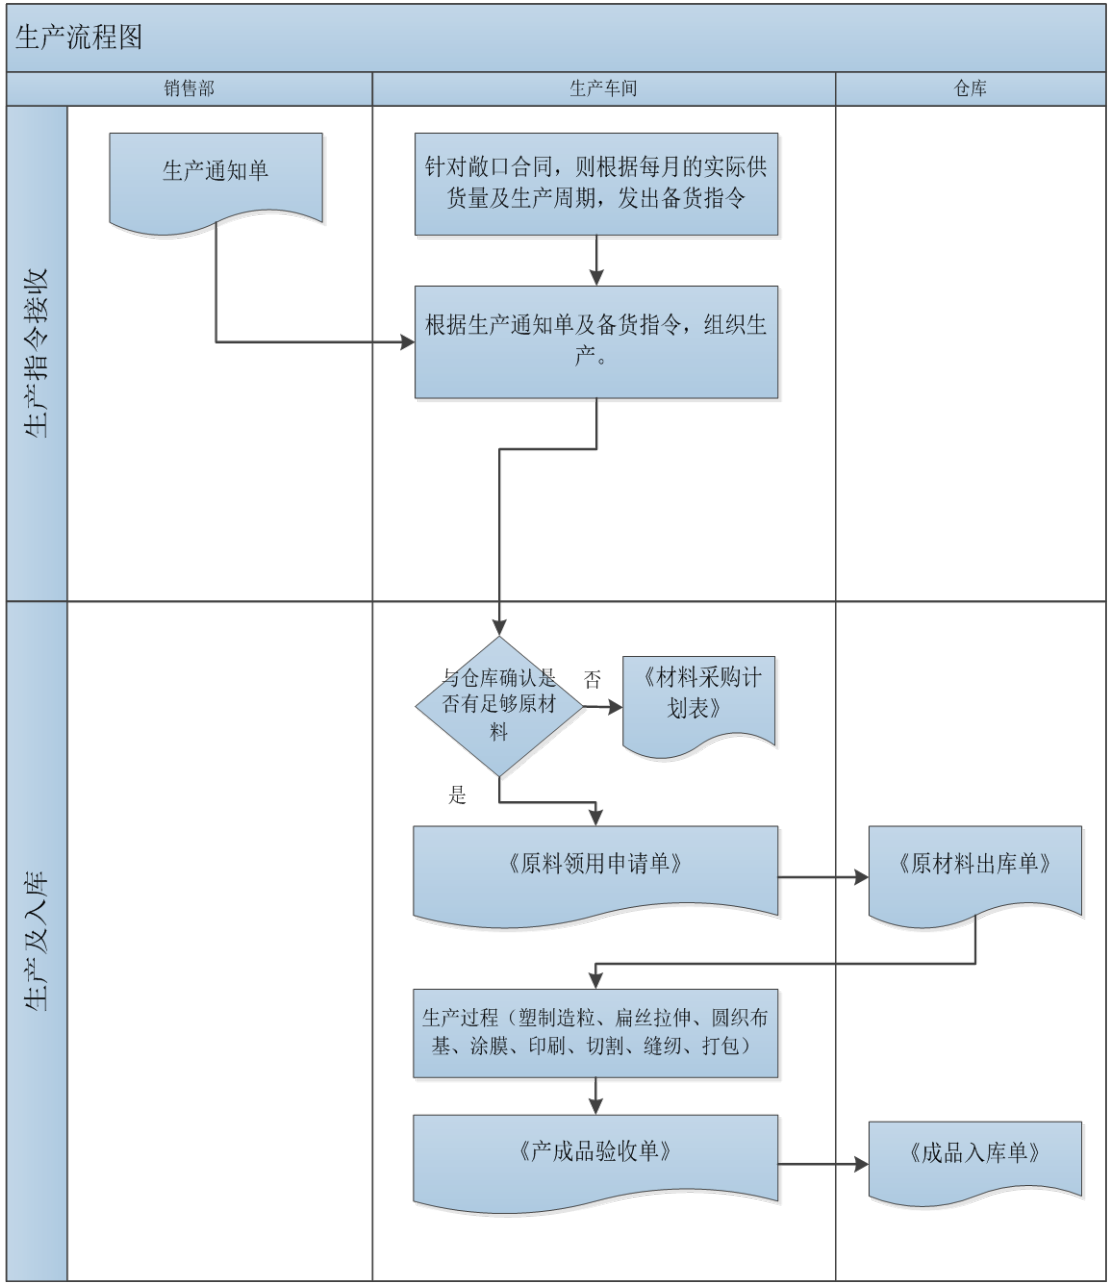 生产流程图
销售部
生产车间
仓库
生产指令接收
生产通知单
针对敞口合同，则根据每月的实际供
货量及生产周期，发出备货指令
根据生产通知单及备货指令，组织生
产。
生产及入库
与仓库确认是
否有足够原材
料
否
《材料采购计
划表》
是
《原料领用申请单》
《原材料出库单》
生产过程（塑制造粒、扁丝拉伸、圆织布
基、涂膜、印刷、切割、缝纫、打包）
《产成品验收单》
《成品入库单》